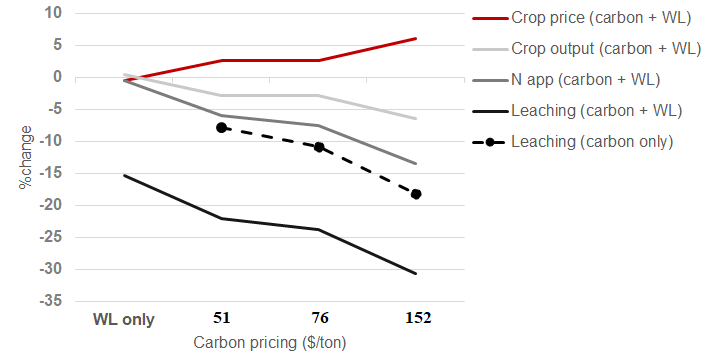 10
5
0
-5
-10
-15
-20
-25
-30
-35
%change
WL only 51 76 152
Carbon pricing ($/ton)
Crop price (carbon + WL)
Crop output (carbon + WL)
N app (carbon + WL)
Leaching (carbon + WL)
Leaching (carbon only)